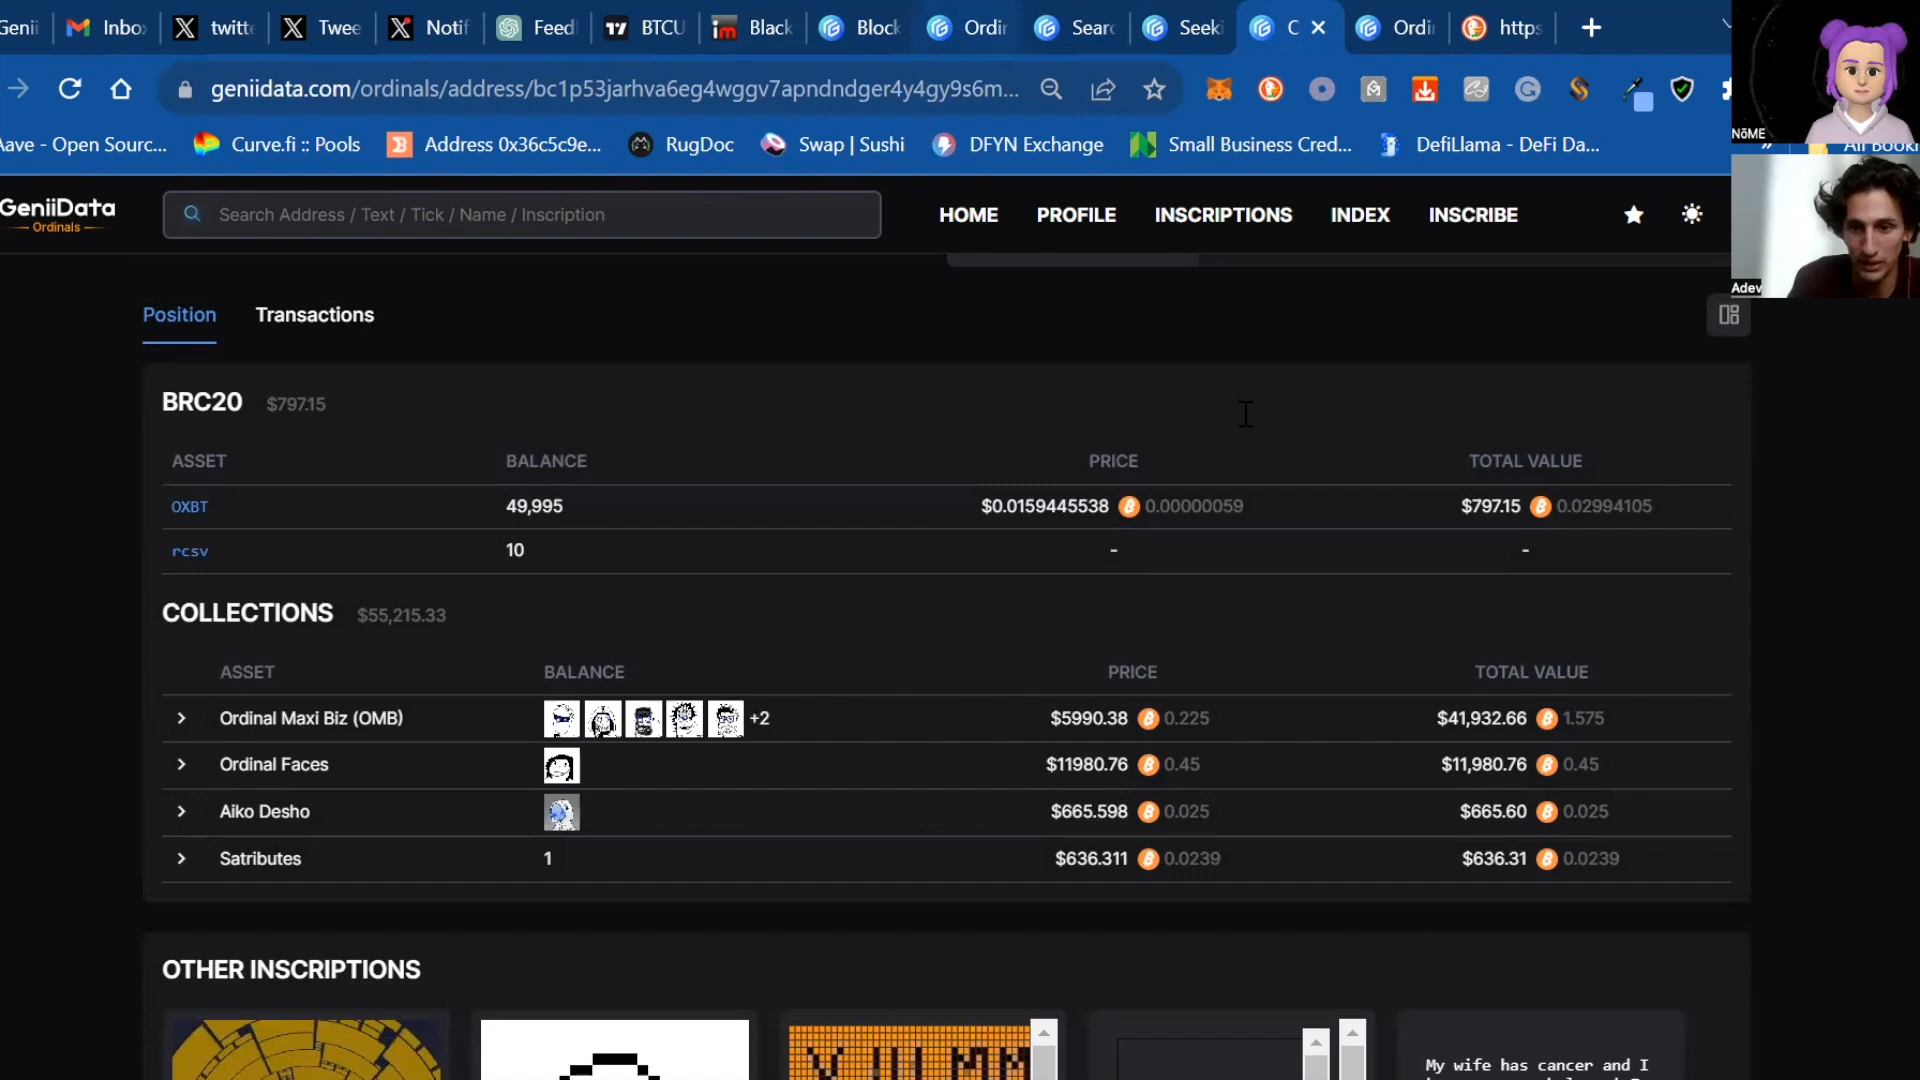 Genii Inbo twitt Twee Notif Feed BTCU Black Block Ordin Sear Seeki C Ordi https
geniidata.com/ordinals/address/bc1p53jarhva6eg4wggv7apndndger4y4gy9s6m...
Aave - Open Sourc... Curve.fi :: Pools Address 0x36c5c9e... RugDoc Swap | Sushi DFYN Exchange Small Business Cred... DefiLlama - DeFi Da... » All Booki
NōME
Adev
GeniiData
Ordinals
Search Address / Text / Tick / Name / Inscription
HOME PROFILE INSCRIPTIONS INDEX INSCRIBE
Position Transactions
BRC20 $797.15
ASSET BALANCE PRICE TOTAL VALUE
OXBT 49,995 $0.0159445538 0.00000059 $797.15 0.02994105
rcsv 10 - -
COLLECTIONS $55,215.33
ASSET BALANCE PRICE TOTAL VALUE
Ordinal Maxi Biz (OMB) +2 $5990.38 0.225 $41,932.66 1.575
Ordinal Faces $11980.76 0.45 $11,980.76 0.45
Aiko Desho $665.598 0.025 $665.60 0.025
Satributes 1 $636.311 0.0239 $636.31 0.0239
OTHER INSCRIPTIONS
My wife has cancer and I